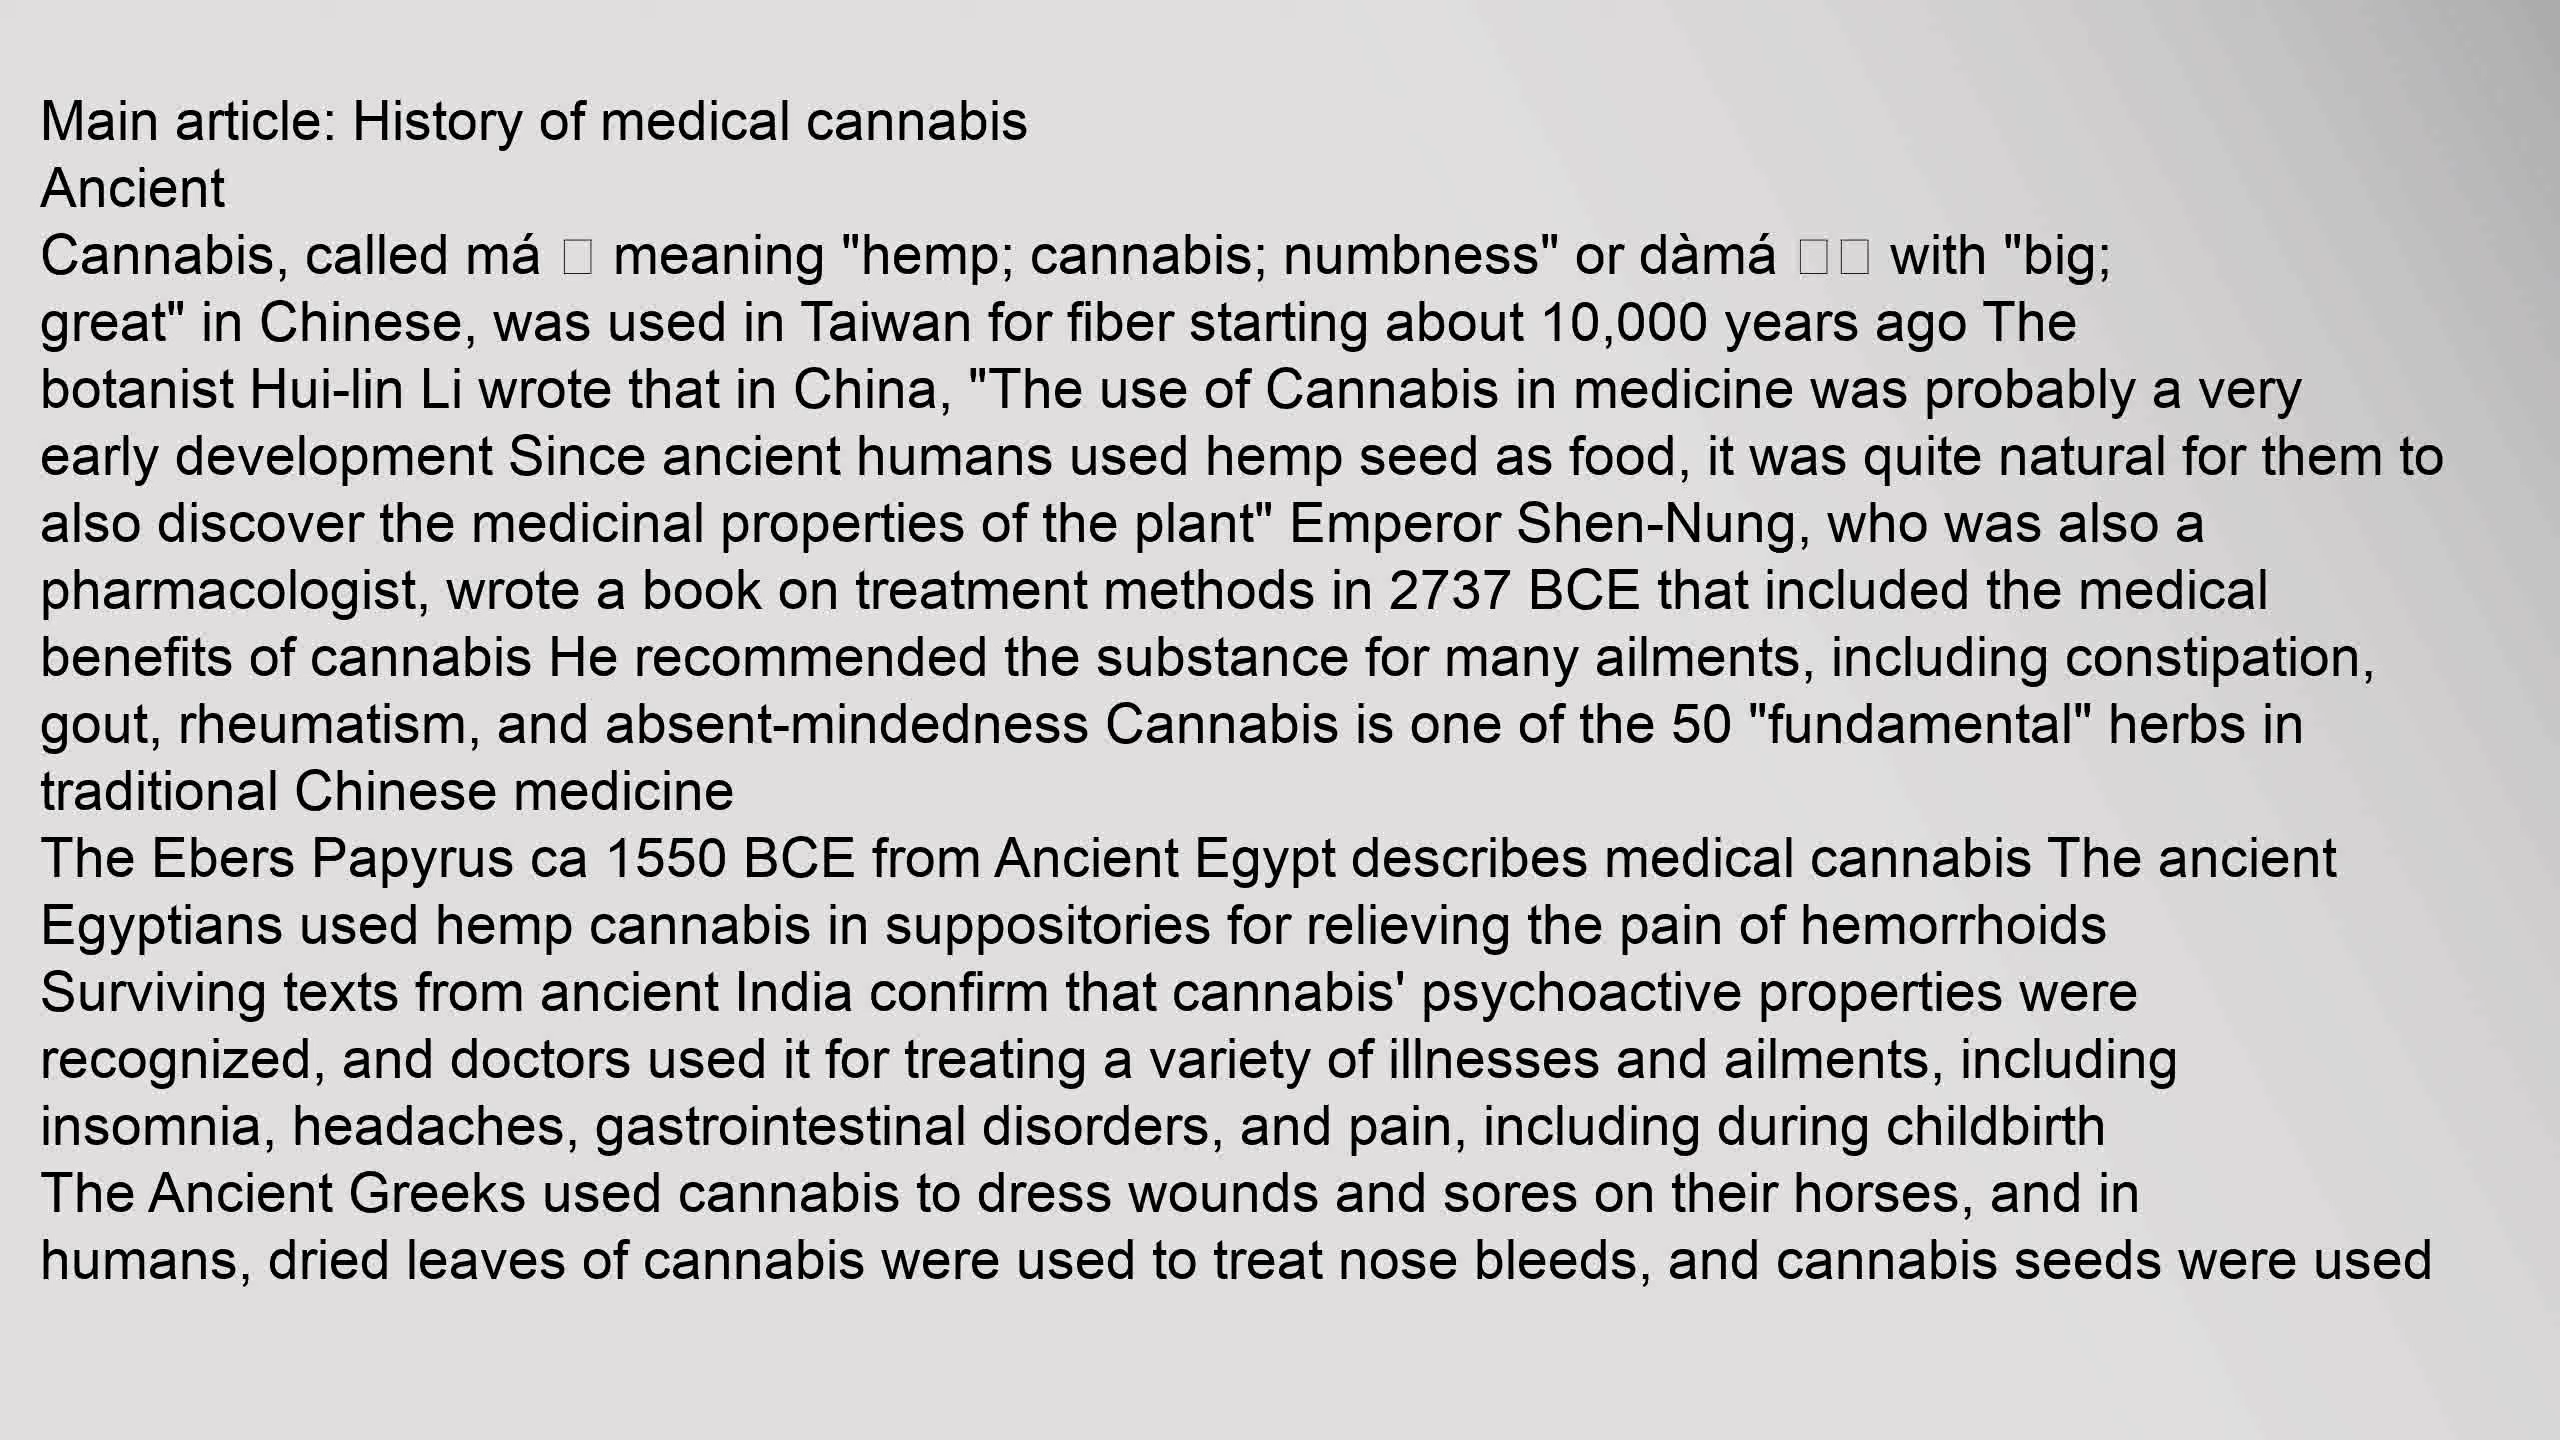 Main article: History of medical cannabis
Ancient
Cannabis, called má □ meaning "hemp; cannabis; numbness" or dàmá □□ with "big;
great" in Chinese, was used in Taiwan for fiber starting about 10,000 years ago The
botanist Hui-lin Li wrote that in China, "The use of Cannabis in medicine was probably a very
early development Since ancient humans used hemp seed as food, it was quite natural for them to
also discover the medicinal properties of the plant" Emperor Shen-Nung, who was also a
pharmacologist, wrote a book on treatment methods in 2737 BCE that included the medical
benefits of cannabis He recommended the substance for many ailments, including constipation,
gout, rheumatism, and absent-mindedness Cannabis is one of the 50 "fundamental" herbs in
traditional Chinese medicine
The Ebers Papyrus ca 1550 BCE from Ancient Egypt describes medical cannabis The ancient
Egyptians used hemp cannabis in suppositories for relieving the pain of hemorrhoids
Surviving texts from ancient India confirm that cannabis' psychoactive properties were
recognized, and doctors used it for treating a variety of illnesses and ailments, including
insomnia, headaches, gastrointestinal disorders, and pain, including during childbirth
The Ancient Greeks used cannabis to dress wounds and sores on their horses, and in
humans, dried leaves of cannabis were used to treat nose bleeds, and cannabis seeds were used